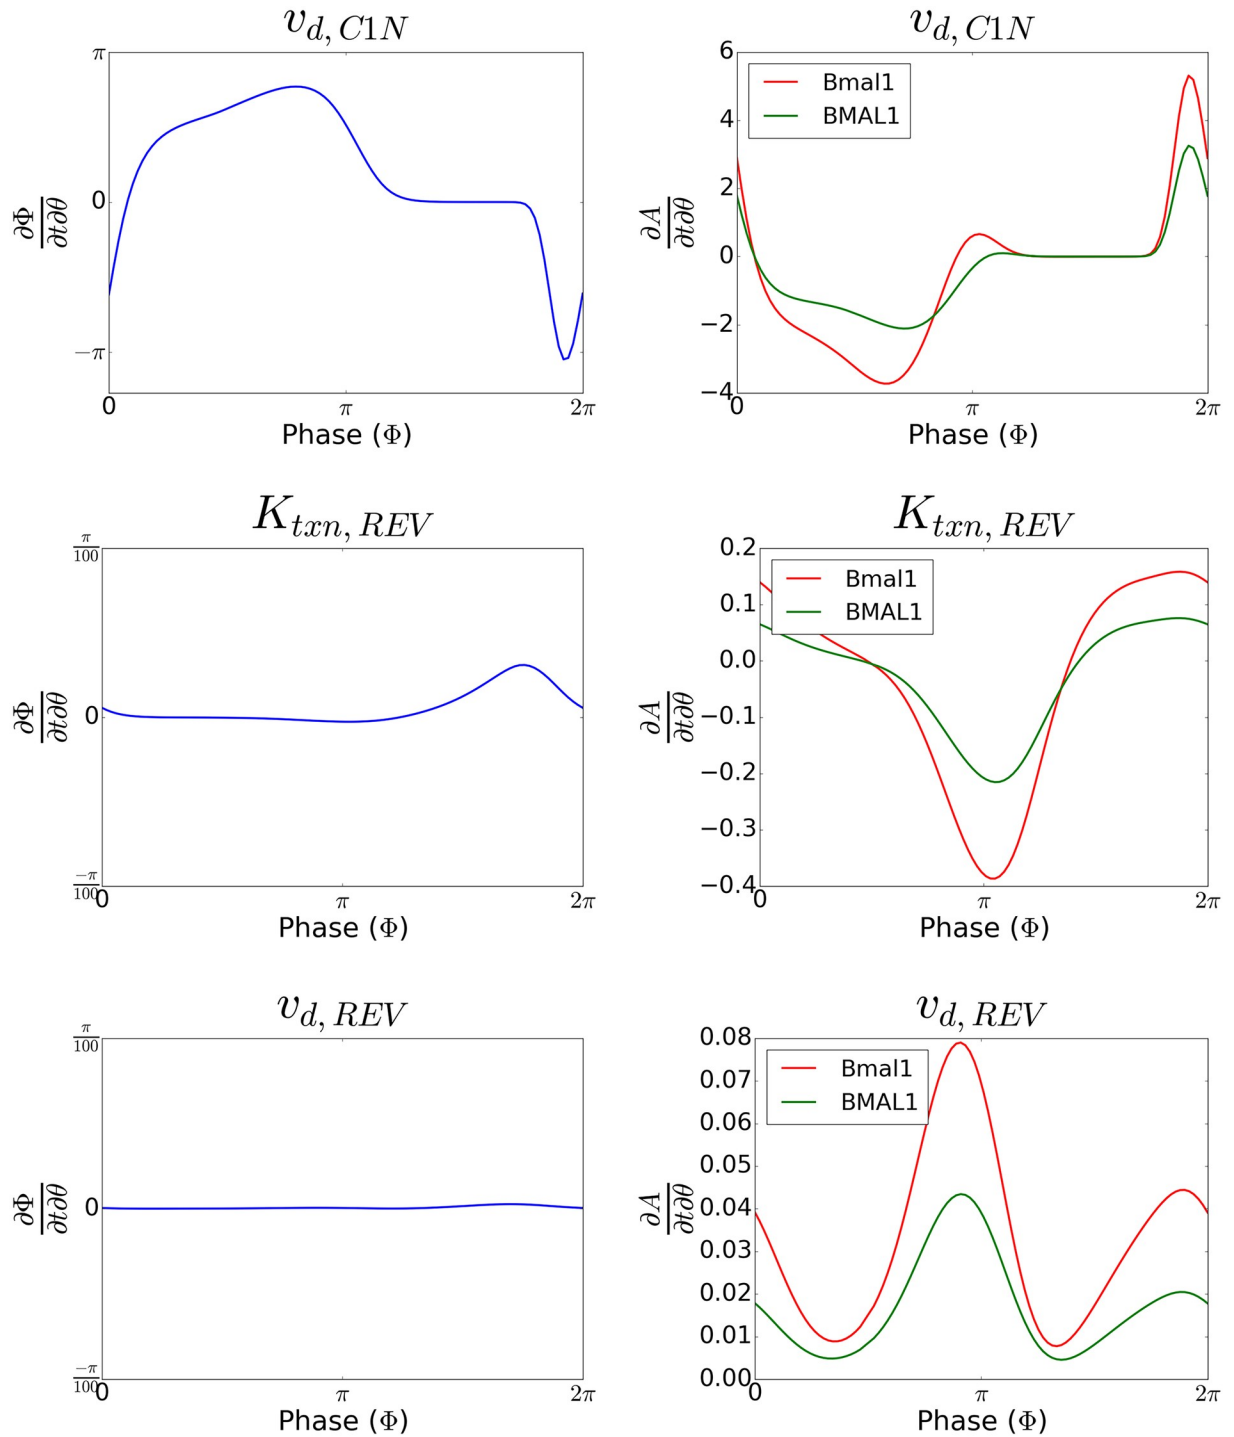 v_{d, C1N}
π
0
−π
∂Φ/∂t∂θ
0 π 2π
Phase (Φ)
v_{d, C1N}
Bmal1
BMAL1
6
4
2
0
−2
−4
∂A/∂t∂θ
0 π 2π
Phase (Φ)
K_{txn, REV}
π/100
0
−π/100
∂Φ/∂t∂θ
0 π 2π
Phase (Φ)
K_{txn, REV}
Bmal1
BMAL1
0.2
0.1
0.0
−0.1
−0.2
−0.3
−0.4
∂A/∂t∂θ
0 π 2π
Phase (Φ)
v_{d, REV}
π/100
0
−π/100
∂Φ/∂t∂θ
0 π 2π
Phase (Φ)
v_{d, REV}
Bmal1
BMAL1
0.08
0.07
0.06
0.05
0.04
0.03
0.02
0.01
0.00
∂A/∂t∂θ
0 π 2π
Phase (Φ)